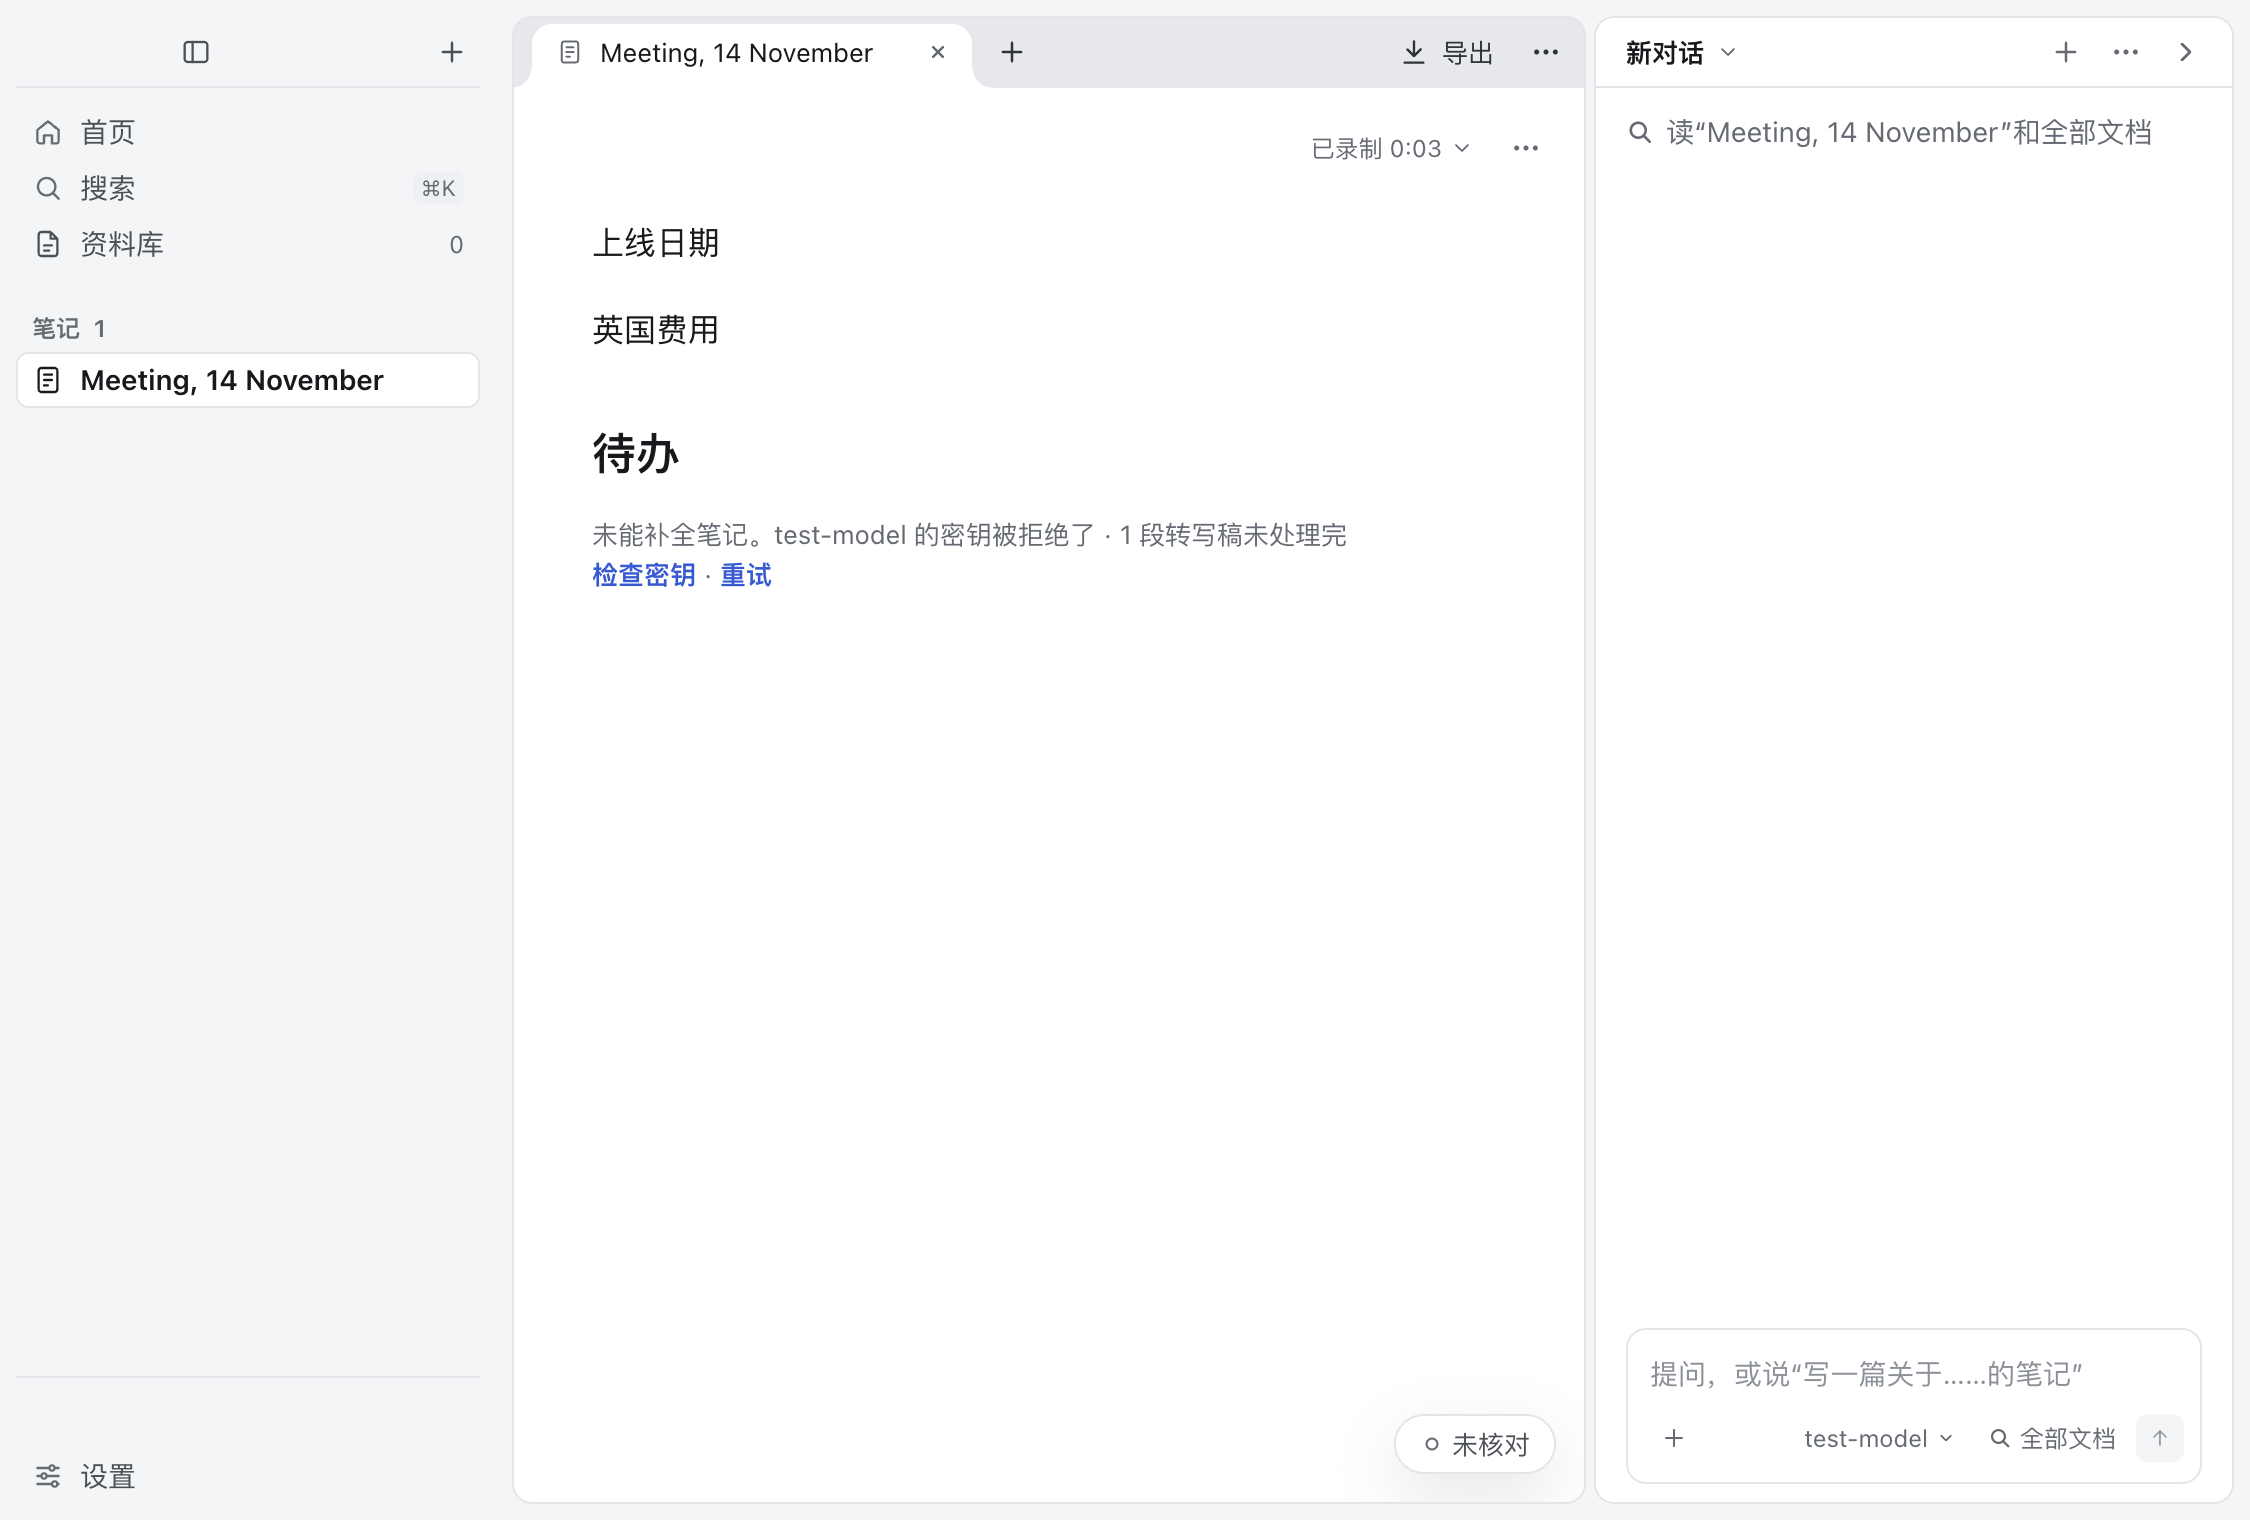 首页
搜索 ⌘K
资料库 0
笔记 1
Meeting, 14 November
设置
Meeting, 14 November
导出
已录制 0:03
上线日期
英国费用
待办
未能补全笔记。test-model 的密钥被拒绝了 · 1 段转写稿未处理完
检查密钥 · 重试
未核对
新对话
读“Meeting, 14 November”和全部文档
提问，或说“写一篇关于……的笔记”
test-model 全部文档